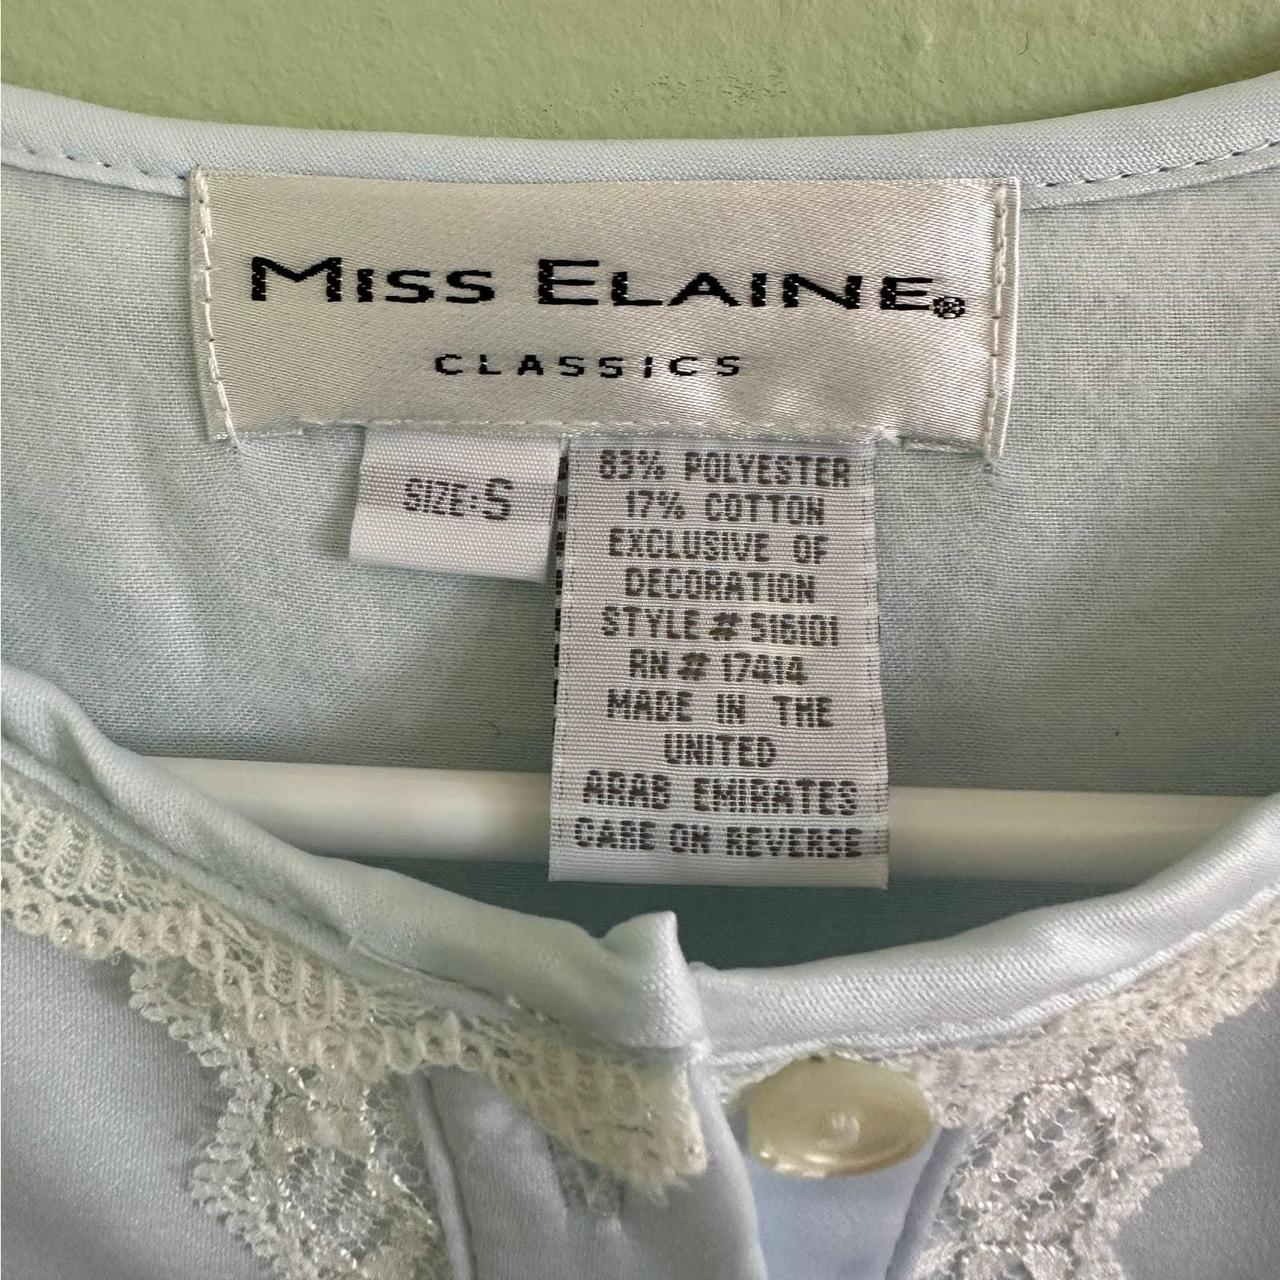 MISS ELAINE®
CLASSICS
SIZE:S
83% POLYESTER
17% COTTON
EXCLUSIVE OF
DECORATION
STYLE # 516101
RN # 17414
MADE IN THE
UNITED
ARAB EMIRATES
CARE ON REVERSE